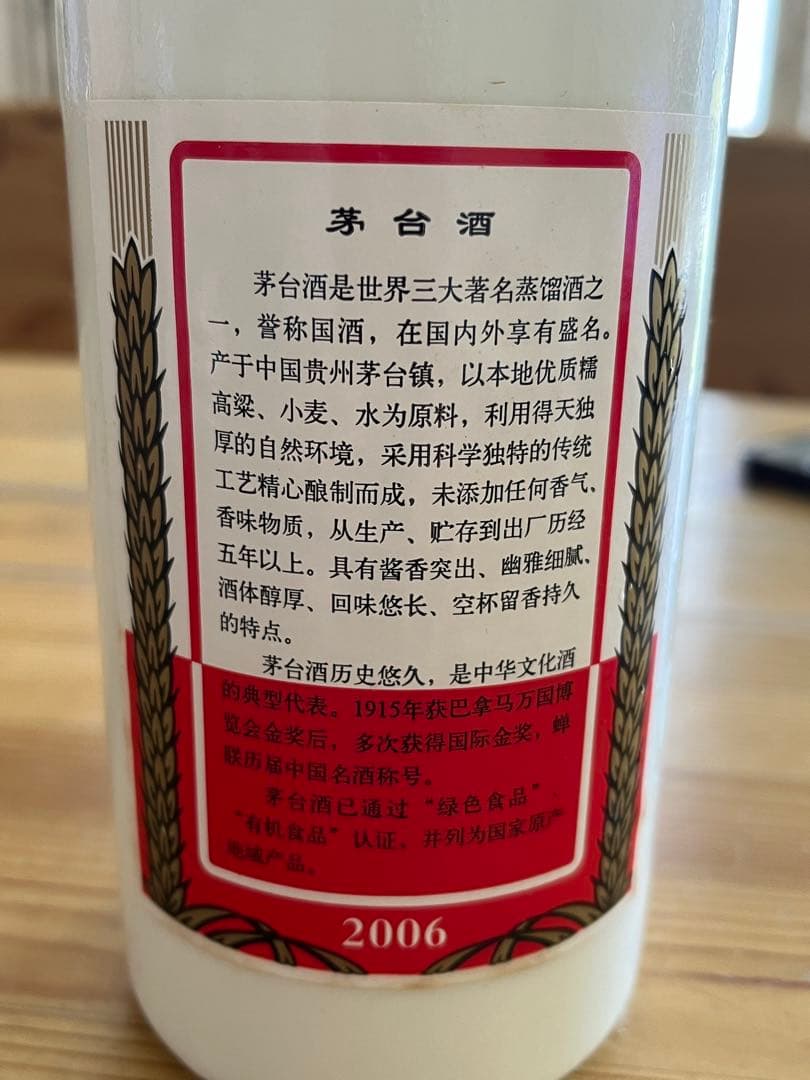 茅台酒
茅台酒是世界三大著名蒸馏酒之
一，誉称国酒，在国内外享有盛名。
产于中国贵州茅台镇，以本地优质糯
高粱、小麦、水为原料，利用得天独
厚的自然环境，采用科学独特的传统
工艺精心酿制而成，未添加任何香气、
香味物质，从生产、贮存到出厂历经
五年以上。具有酱香突出、幽雅细腻、
酒体醇厚、回味悠长、空杯留香持久
的特点。
茅台酒历史悠久，是中华文化酒
的典型代表。1915年获巴拿马万国博
览会金奖后，多次获得国际金奖，蝉
联历届中国名酒称号。
茅台酒已通过“绿色食品”、
“有机食品”认证，并列为国家原产
地域产品。
2006